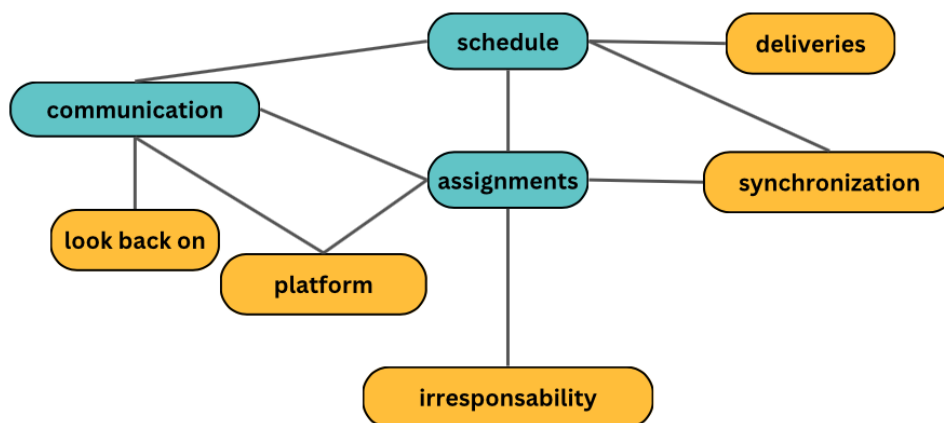 schedule
deliveries
communication
assignments
synchronization
look back on
platform
irresponsability